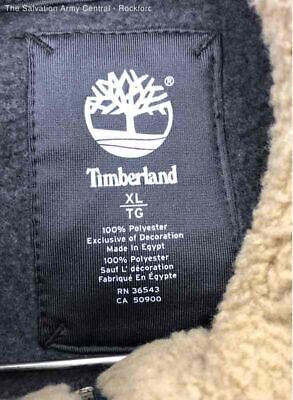 The Salvation Army Central - Rockforc
®
Timberland
XL
TG
100% Polyester
Exclusive of Decoration
Made in Egypt
100% Polyester
Sauf L' décoration
Fabriqué En Égypte
RN 36543
CA 50900